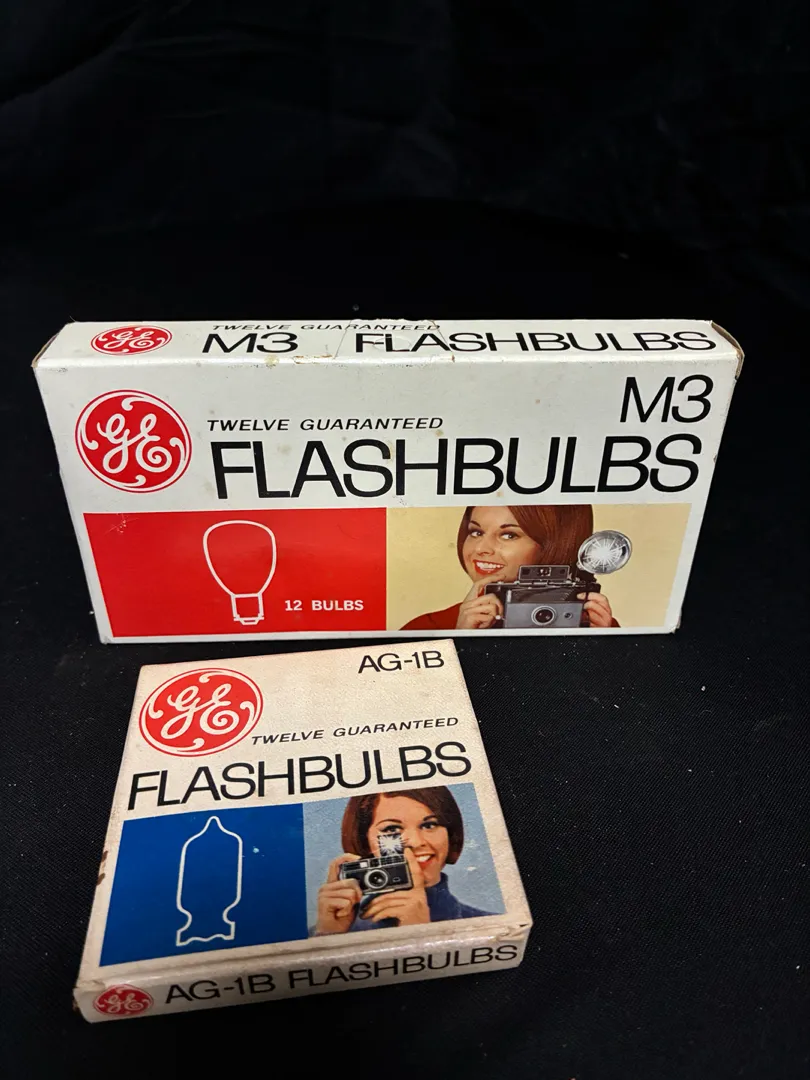 GE
TWELVE GUARANTEED
M3 FLASHBULBS
GE
M3
TWELVE GUARANTEED
FLASHBULBS
12 BULBS
AG-1B
GE
TWELVE GUARANTEED
FLASHBULBS
GE
AG-1B FLASHBULBS